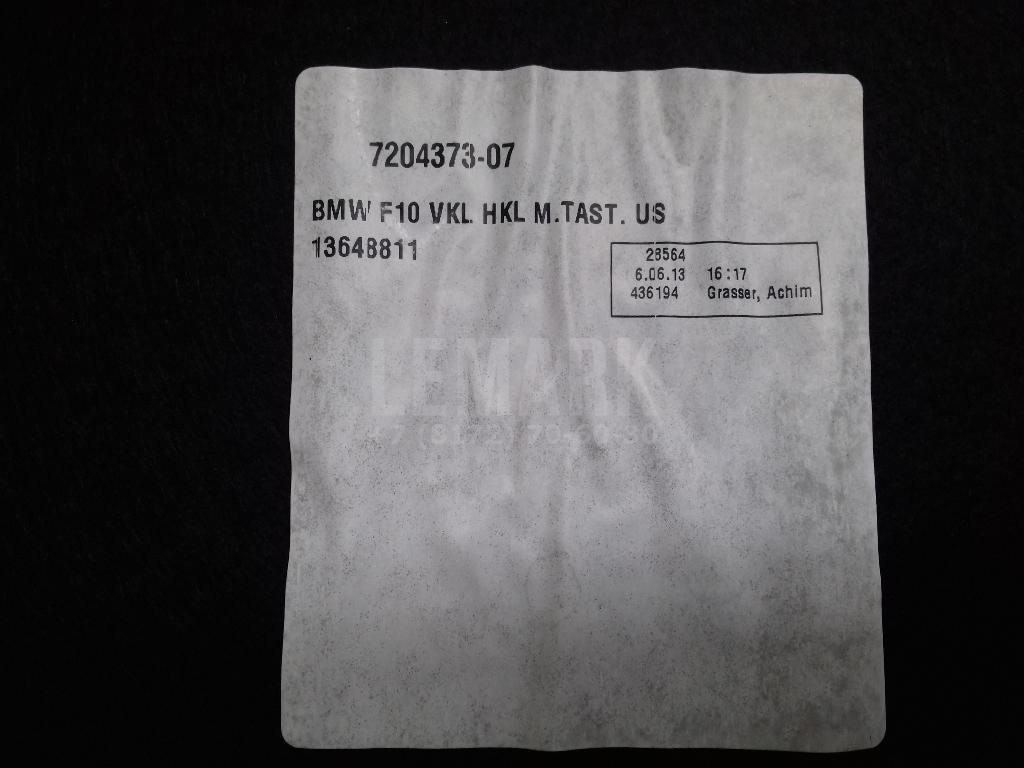 7204373-07
BMW F10 VKL HKL M.TAST. US
13648811
28564
6.06.13 16:17
436194 Grasser, Achim
LEMARK